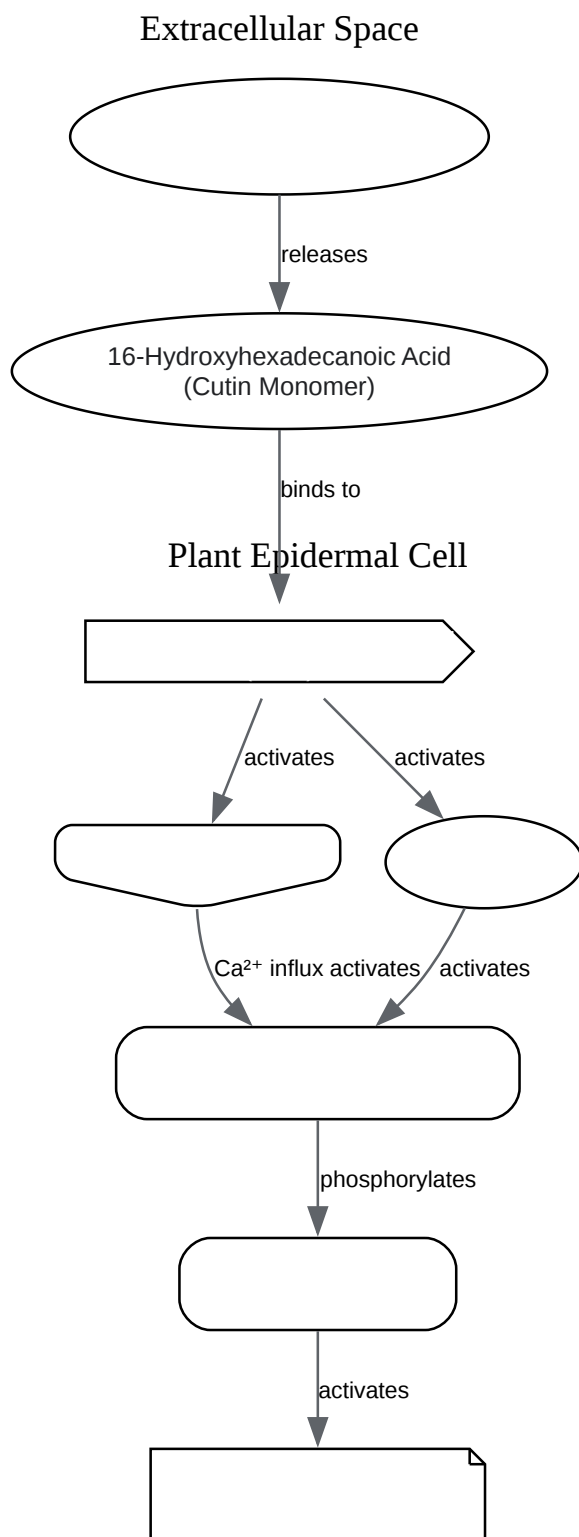 Extracellular Space
releases
16-Hydroxyhexadecanoic Acid
(Cutin Monomer)
binds to
Plant Epidermal Cell
activates
activates
Ca²⁺ influx activates
activates
phosphorylates
activates